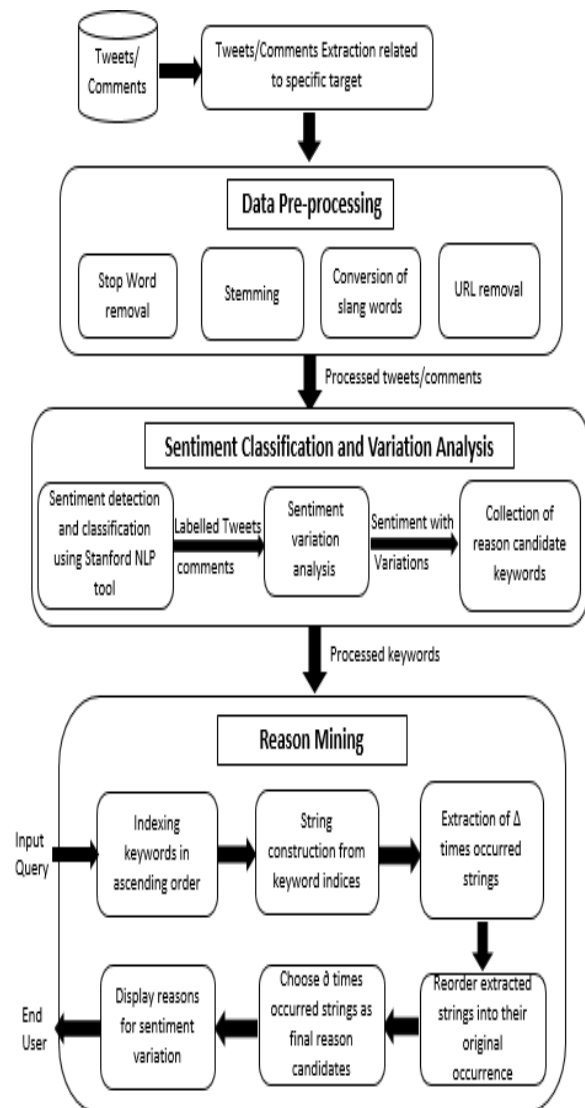 Tweets/
Comments
Tweets/Comments Extraction related
to specific target
Data Pre-processing
Stop Word
removal
Stemming
Conversion of
slang words
URL removal
Processed tweets/comments
Sentiment Classification and Variation Analysis
Sentiment detection
and classification
using Stanford NLP
tool
Labelled Tweets
comments
Sentiment
variation
analysis
Sentiment with
Variations
Collection of
reason candidate
keywords
Processed keywords
Reason Mining
Input
Query
Indexing
keywords in
ascending order
String
construction from
keyword indices
Extraction of Δ
times occurred
strings
Reorder extracted
strings into their
original
occurrence
Choose ∂ times
occurred strings as
final reason
candidates
Display reasons
for sentiment
variation
End
User